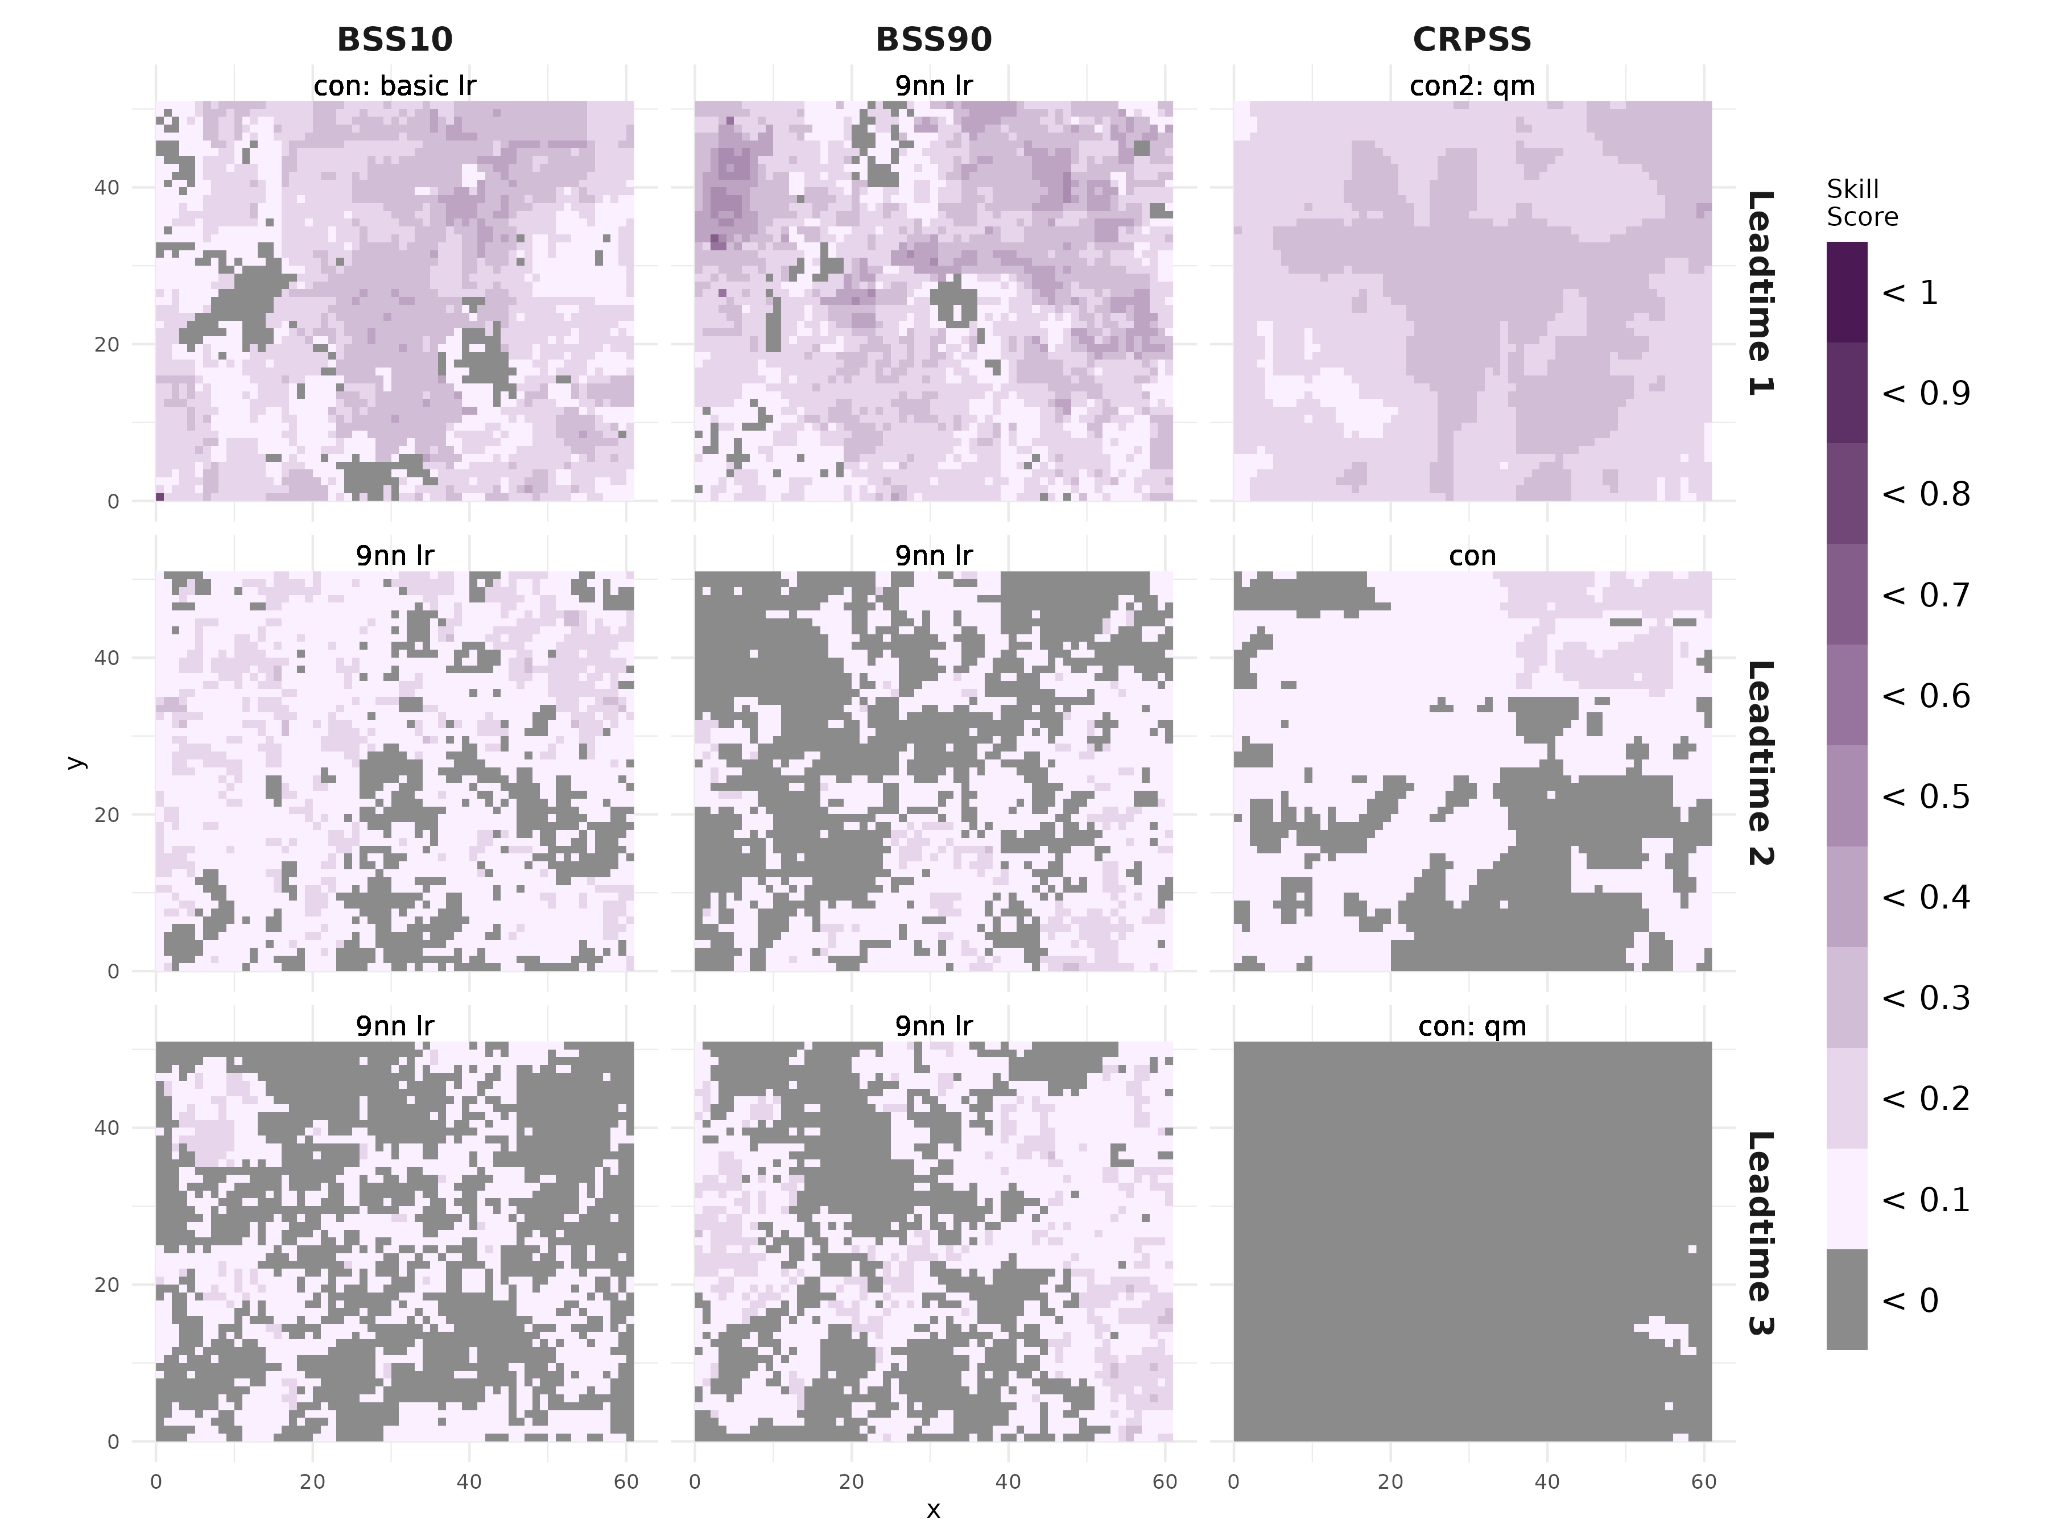 BSS10 BSS90 CRPSS
con: basic lr 9nn lr con2: qm
40
20
0
Leadtime 1
9nn lr 9nn lr con
40
20
0
Leadtime 2
9nn lr 9nn lr con: qm
40
20
0
Leadtime 3
0 20 40 60 0 20 40 60 0 20 40 60
x
y
Skill
Score
< 1
< 0.9
< 0.8
< 0.7
< 0.6
< 0.5
< 0.4
< 0.3
< 0.2
< 0.1
< 0